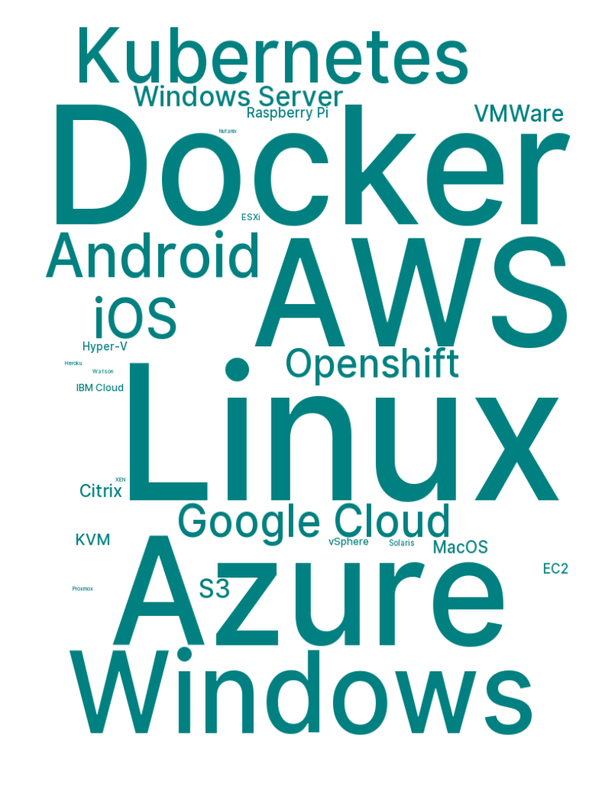 Kubernetes
Windows Server
Raspberry Pi
VMWare
Docker
ESXi
Android
AWS
iOS
Hyper-V
Openshift
Heroku
Watson
IBM Cloud
Linux
XEN
Citrix
Google Cloud
KVM
vSphere
Solaris
MacOS
EC2
Azure
S3
Proxmox
Windows